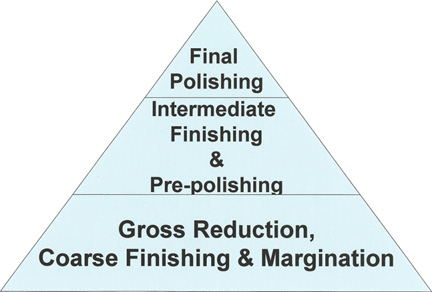 Final
Polishing
Intermediate
Finishing
&
Pre-polishing
Gross Reduction,
Coarse Finishing & Margination